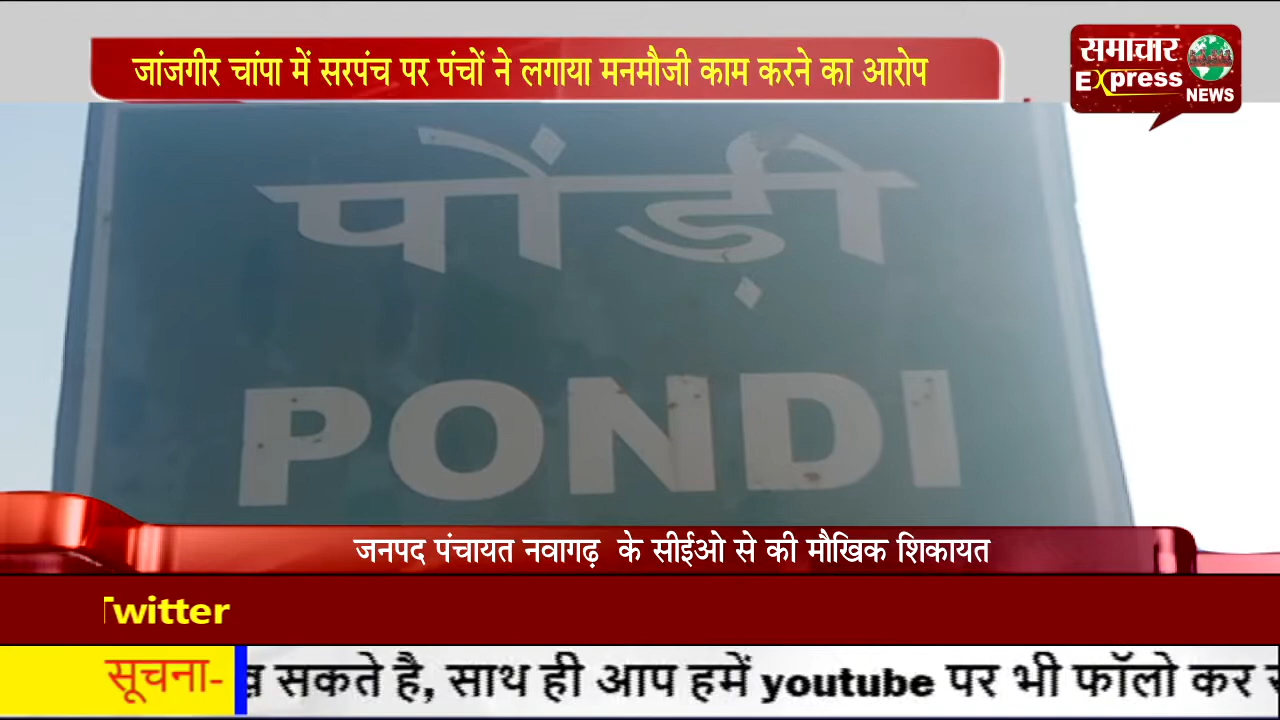 जांजगीर चांपा में सरपंच पर पंचों ने लगाया मनमौजी काम करने का आरोप
समाचार
Express
NEWS
पोंड़ी
PONDI
जनपद पंचायत नवागढ़ के सीईओ से की मौखिक शिकायत
Twitter
सूचना- सकते है, साथ ही आप हमें youtube पर भी फॉलो कर